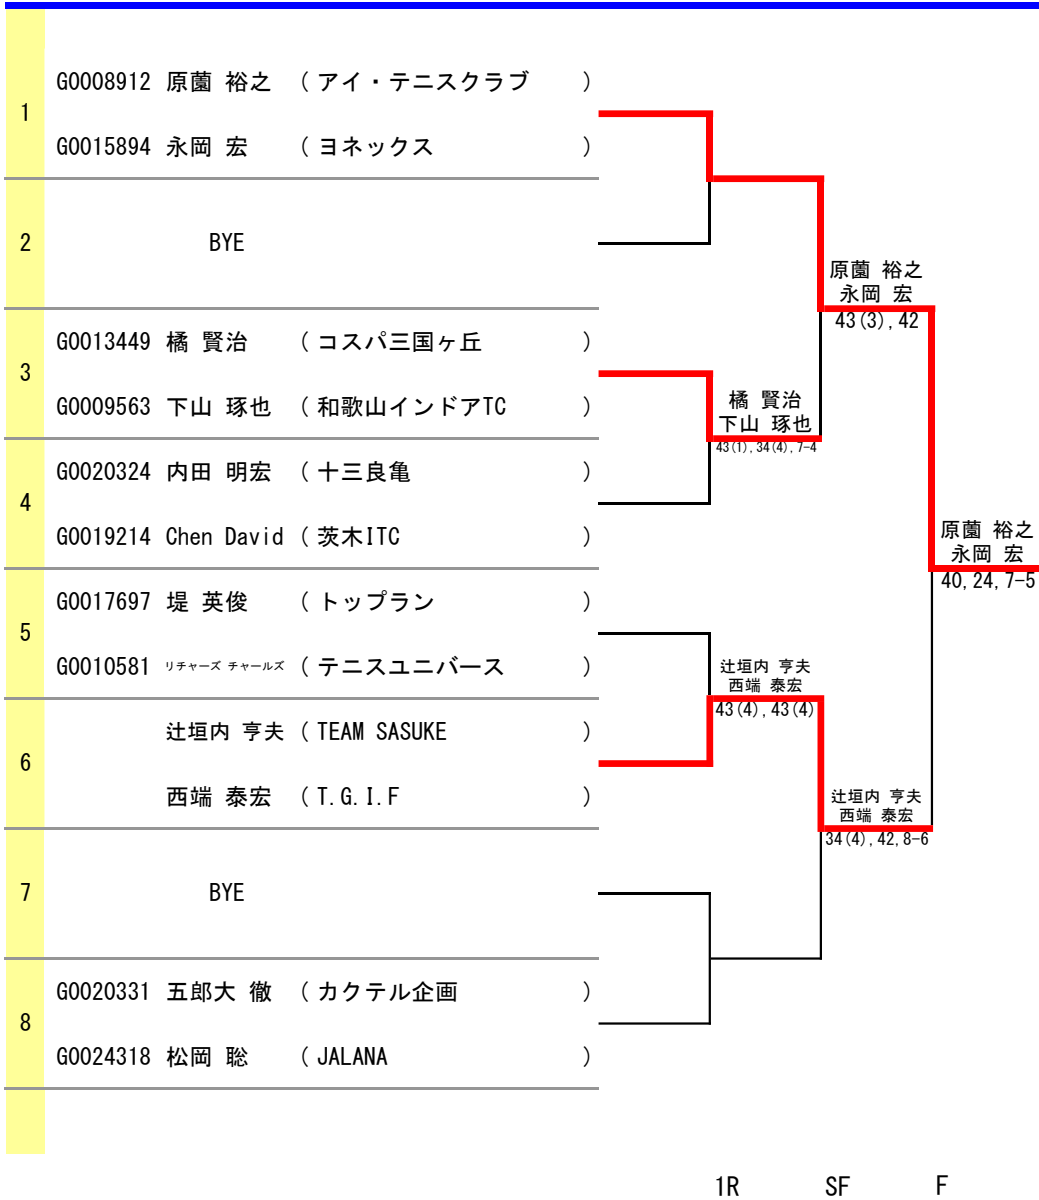 1
G0008912 原薗 裕之 ( アイ・テニスクラブ )
G0015894 永岡 宏 ( ヨネックス )
2
BYE
3
G0013449 橘 賢治 ( コスパ三国ヶ丘 )
G0009563 下山 琢也 ( 和歌山インドアTC )
4
G0020324 内田 明宏 ( 十三良亀 )
G0019214 Chen David ( 茨木ITC )
5
G0017697 堤 英俊 ( トップラン )
G0010581 リチャーズ チャールズ ( テニスユニバース )
6
辻垣内 亨夫 ( TEAM SASUKE )
西端 泰宏 ( T.G.I.F )
7
BYE
8
G0020331 五郎大 徹 ( カクテル企画 )
G0024318 松岡 聡 ( JALANA )
橘 賢治
下山 琢也
43(1),34(4),7-4
辻垣内 亨夫
西端 泰宏
43(4),43(4)
原薗 裕之
永岡 宏
43(3),42
辻垣内 亨夫
西端 泰宏
34(4),42,8-6
原薗 裕之
永岡 宏
40,24,7-5
1R SF F